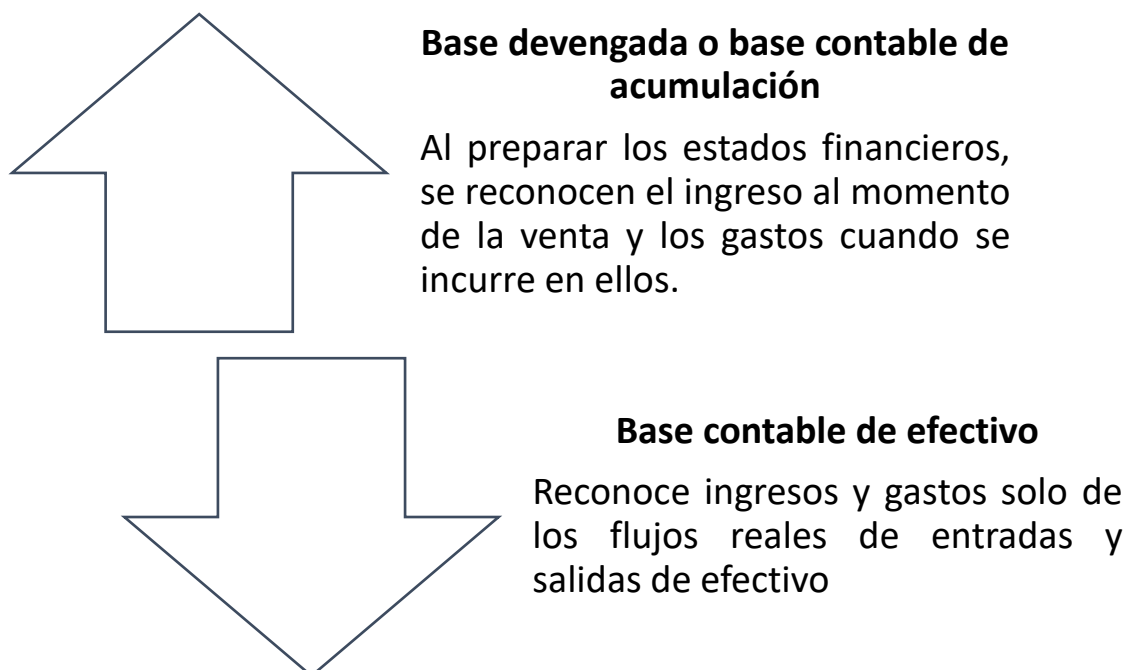 Base devengada o base contable de
acumulación
Al preparar los estados financieros,
se reconocen el ingreso al momento
de la venta y los gastos cuando se
incurre en ellos.
Base contable de efectivo
Reconoce ingresos y gastos solo de
los flujos reales de entradas y
salidas de efectivo